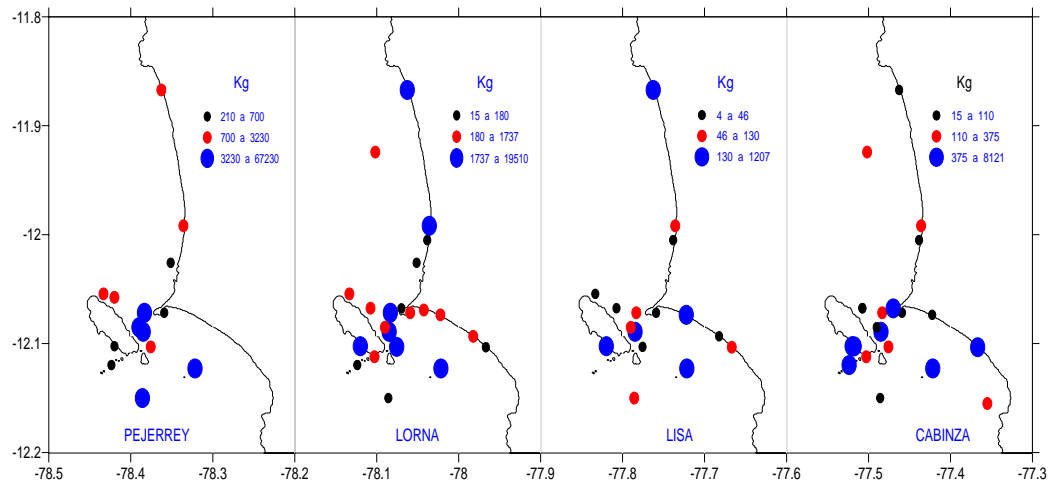 -11.8
-11.9
-12
-12.1
-12.2
Kg
210 a 700
700 a 3230
3230 a 67230
PEJERREY
Kg
15 a 180
180 a 1737
1737 a 19510
LORNA
Kg
4 a 46
46 a 130
130 a 1207
LISA
Kg
15 a 110
110 a 375
375 a 8121
CABINZA
-78.5 -78.4 -78.3 -78.2 -78.1 -78 -77.9 -77.8 -77.7 -77.6 -77.5 -77.4 -77.3